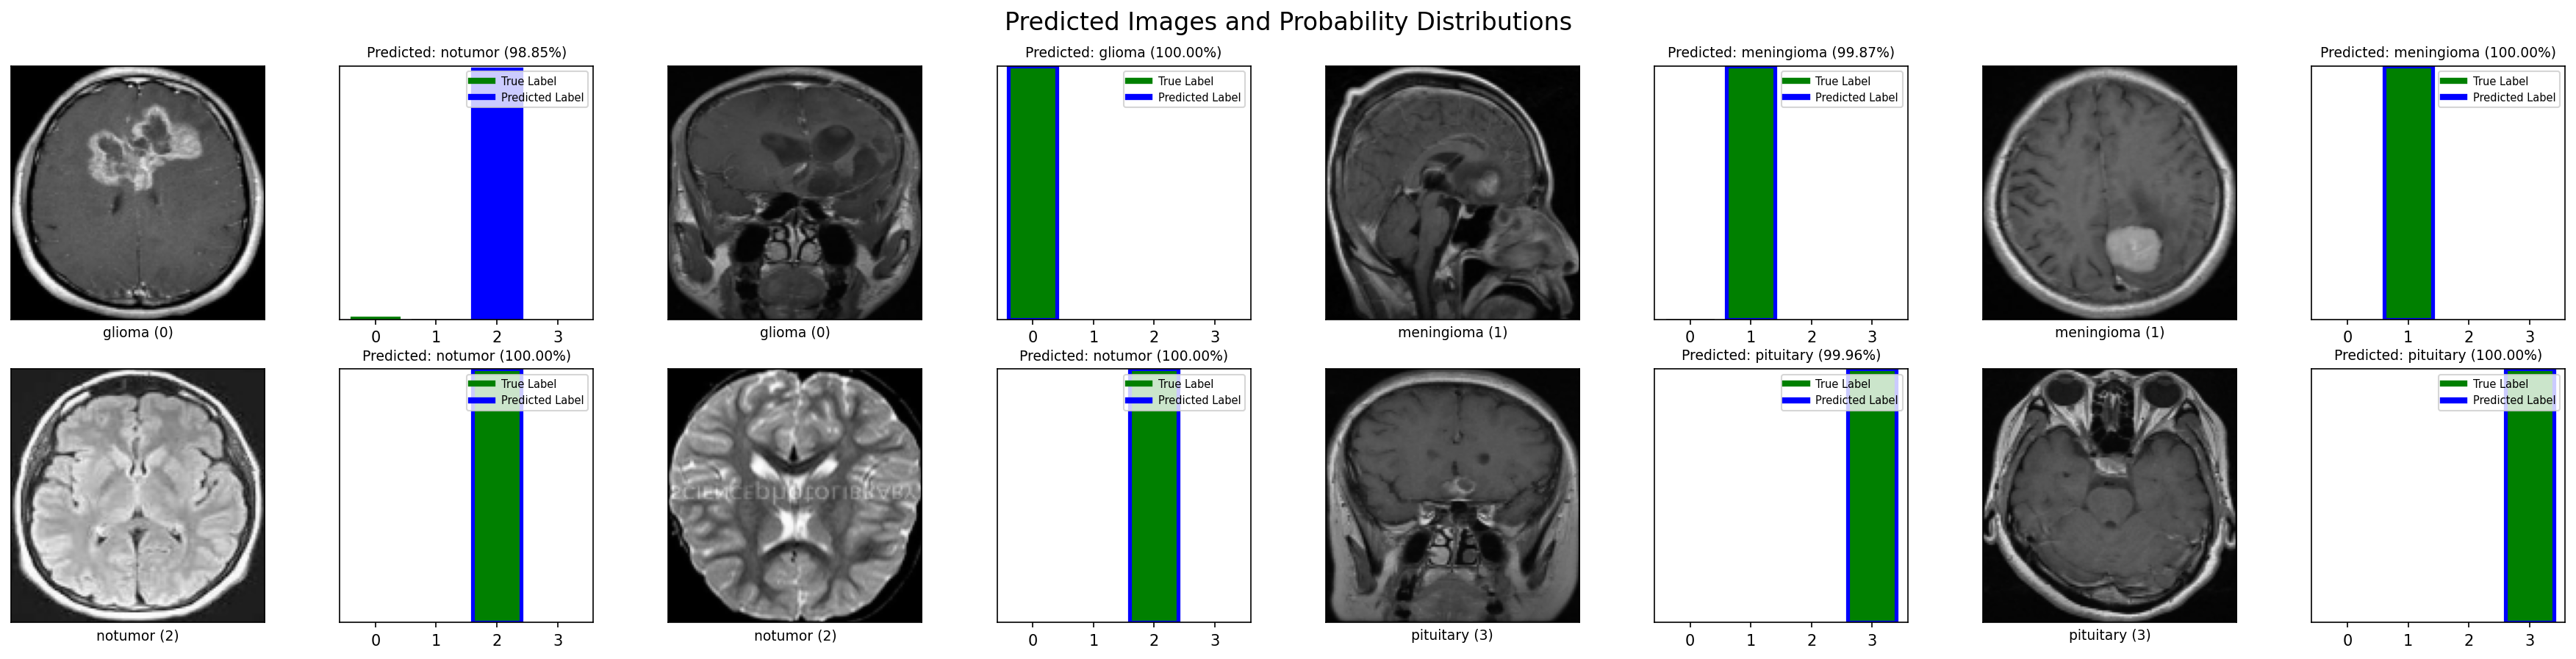 Predicted Images and Probability Distributions
Predicted: notumor (98.85%)
True Label
Predicted Label
glioma (0)
0 1 2 3
Predicted: glioma (100.00%)
True Label
Predicted Label
glioma (0)
0 1 2 3
Predicted: meningioma (99.87%)
True Label
Predicted Label
meningioma (1)
0 1 2 3
Predicted: meningioma (100.00%)
True Label
Predicted Label
meningioma (1)
0 1 2 3
Predicted: notumor (100.00%)
True Label
Predicted Label
notumor (2)
0 1 2 3
Predicted: notumor (100.00%)
True Label
Predicted Label
notumor (2)
0 1 2 3
Predicted: pituitary (99.96%)
True Label
Predicted Label
pituitary (3)
0 1 2 3
Predicted: pituitary (100.00%)
True Label
Predicted Label
pituitary (3)
0 1 2 3